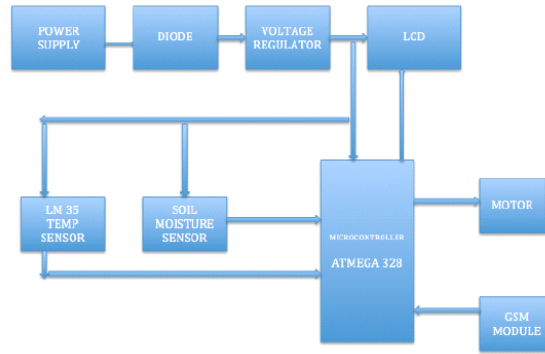 POWER
SUPPLY
DIODE
VOLTAGE
REGULATOR
LCD
LM 35
TEMP
SENSOR
SOIL
MOISTURE
SENSOR
MICROCONTROLLER
ATMEGA 328
MOTOR
GSM
MODULE